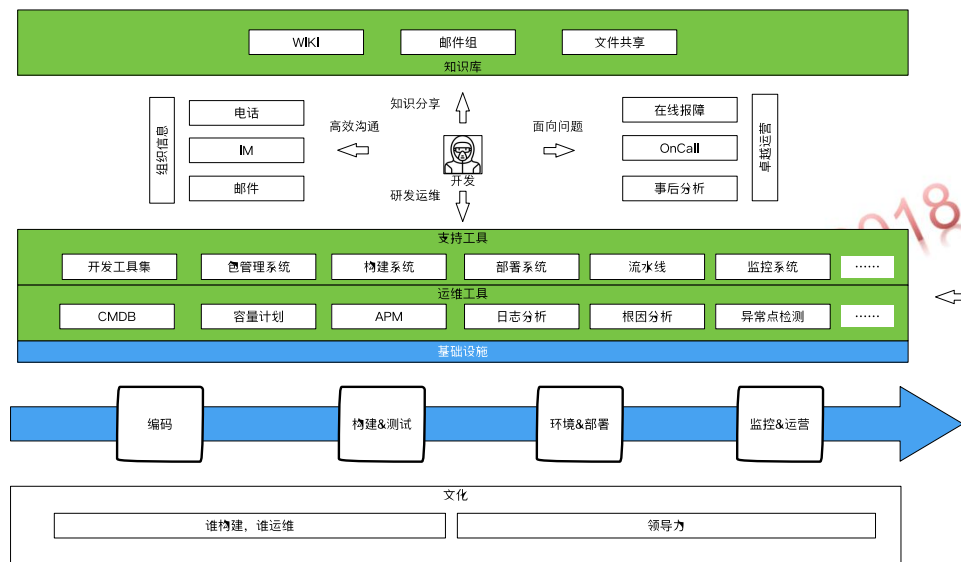 WIKI
邮件组
文件共享
知识库
知识分享
组织信息
电话
IM
邮件
高效沟通
开发
面向问题
在线报障
OnCall
事后分析
卓越运营
研发运维
2018
支持工具
开发工具集
包管理系统
构建系统
部署系统
流水线
监控系统
……
运维工具
CMDB
容量计划
APM
日志分析
根因分析
异常点检测
……
基础设施
编码
构建&测试
环境&部署
监控&运营
文化
谁构建，谁运维
领导力